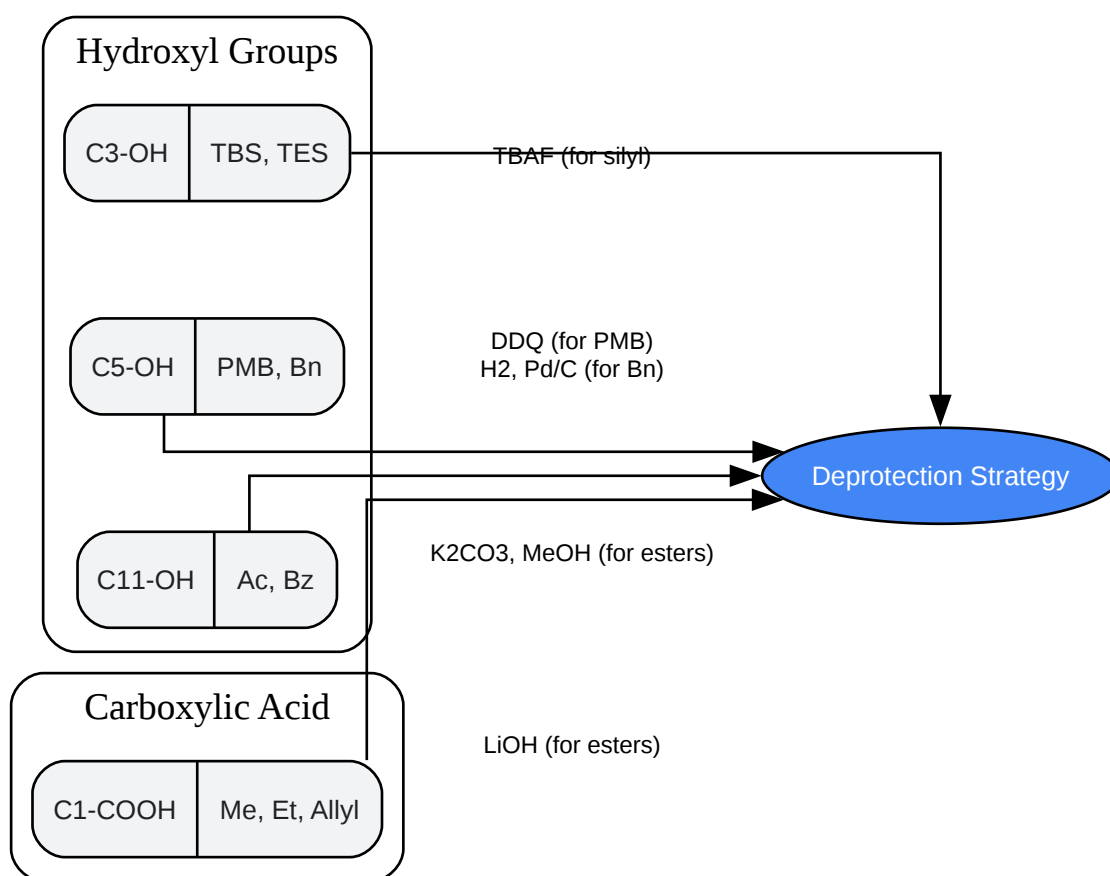 Hydroxyl Groups
C3-OH
TBS, TES
TBAF (for silyl)
C5-OH
PMB, Bn
DDQ (for PMB)
H2, Pd/C (for Bn)
Deprotection Strategy
C11-OH
Ac, Bz
K2CO3, MeOH (for esters)
Carboxylic Acid
C1-COOH
Me, Et, Allyl
LiOH (for esters)